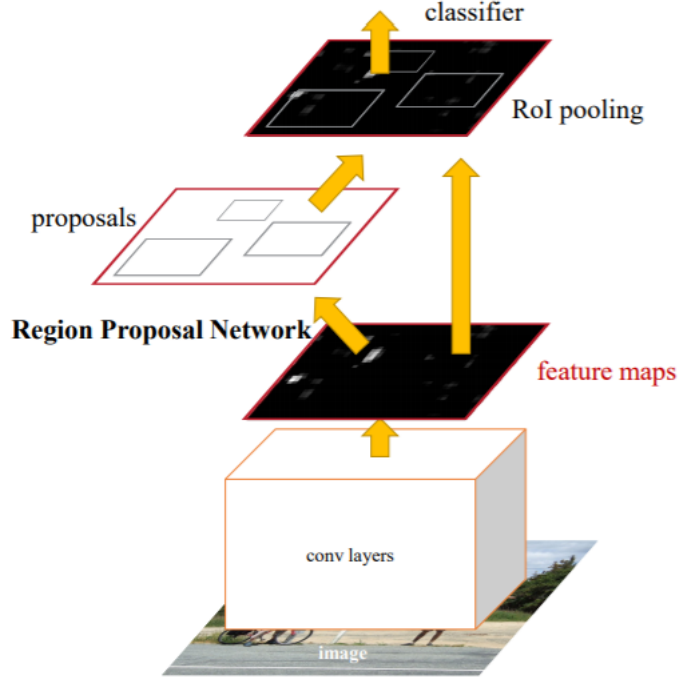 classifier
RoI pooling
proposals
Region Proposal Network
feature maps
conv layers
image